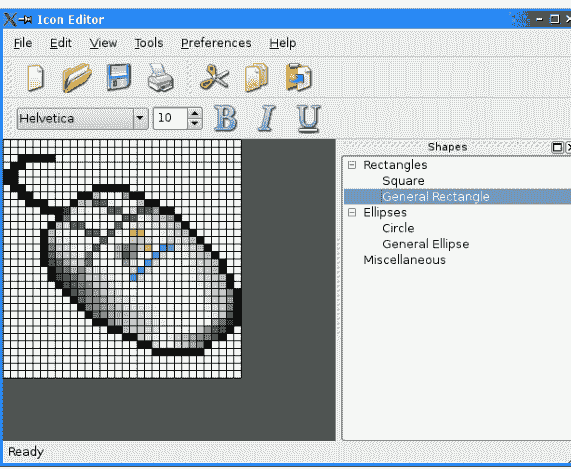 Icon Editor
File Edit View Tools Preferences Help
Helvetica 10 B I U
Shapes
Rectangles
Square
General Rectangle
Ellipses
Circle
General Ellipse
Miscellaneous
Ready